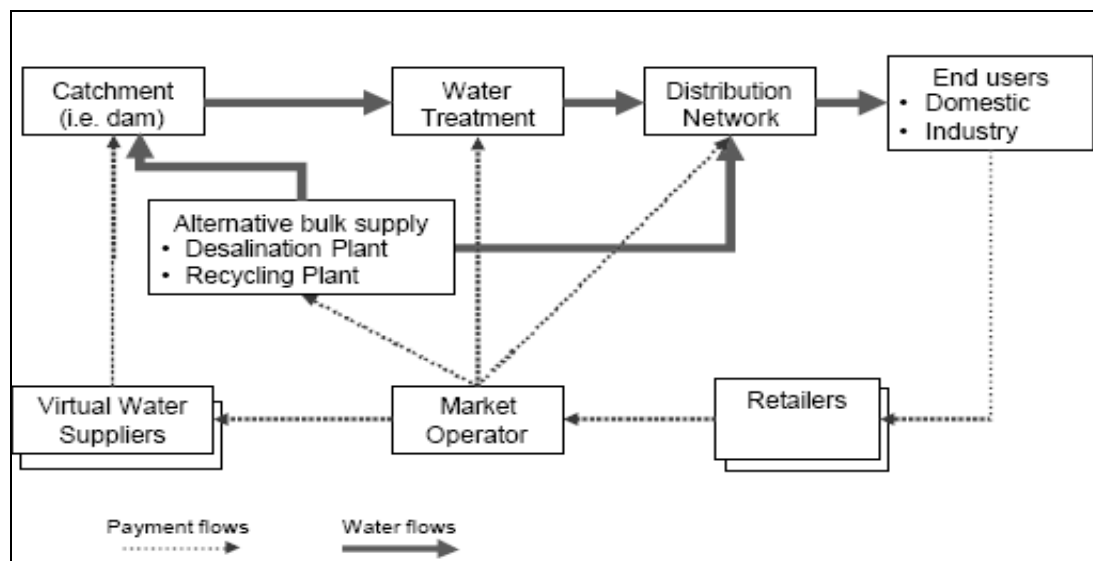 Catchment
(i.e. dam)
Water
Treatment
Distribution
Network
End users
• Domestic
• Industry
Alternative bulk supply
• Desalination Plant
• Recycling Plant
Virtual Water
Suppliers
Market
Operator
Retailers
Payment flows
Water flows